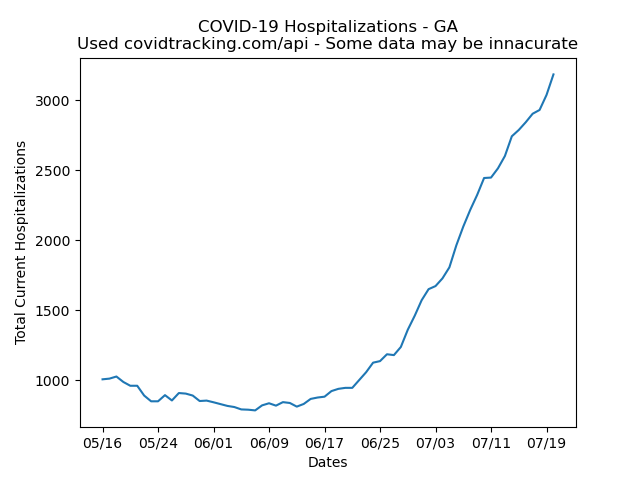 COVID-19 Hospitalizations - GA
Used covidtracking.com/api - Some data may be innacurate
3000
2500
2000
1500
1000
Total Current Hospitalizations
05/16 05/24 06/01 06/09 06/17 06/25 07/03 07/11 07/19
Dates